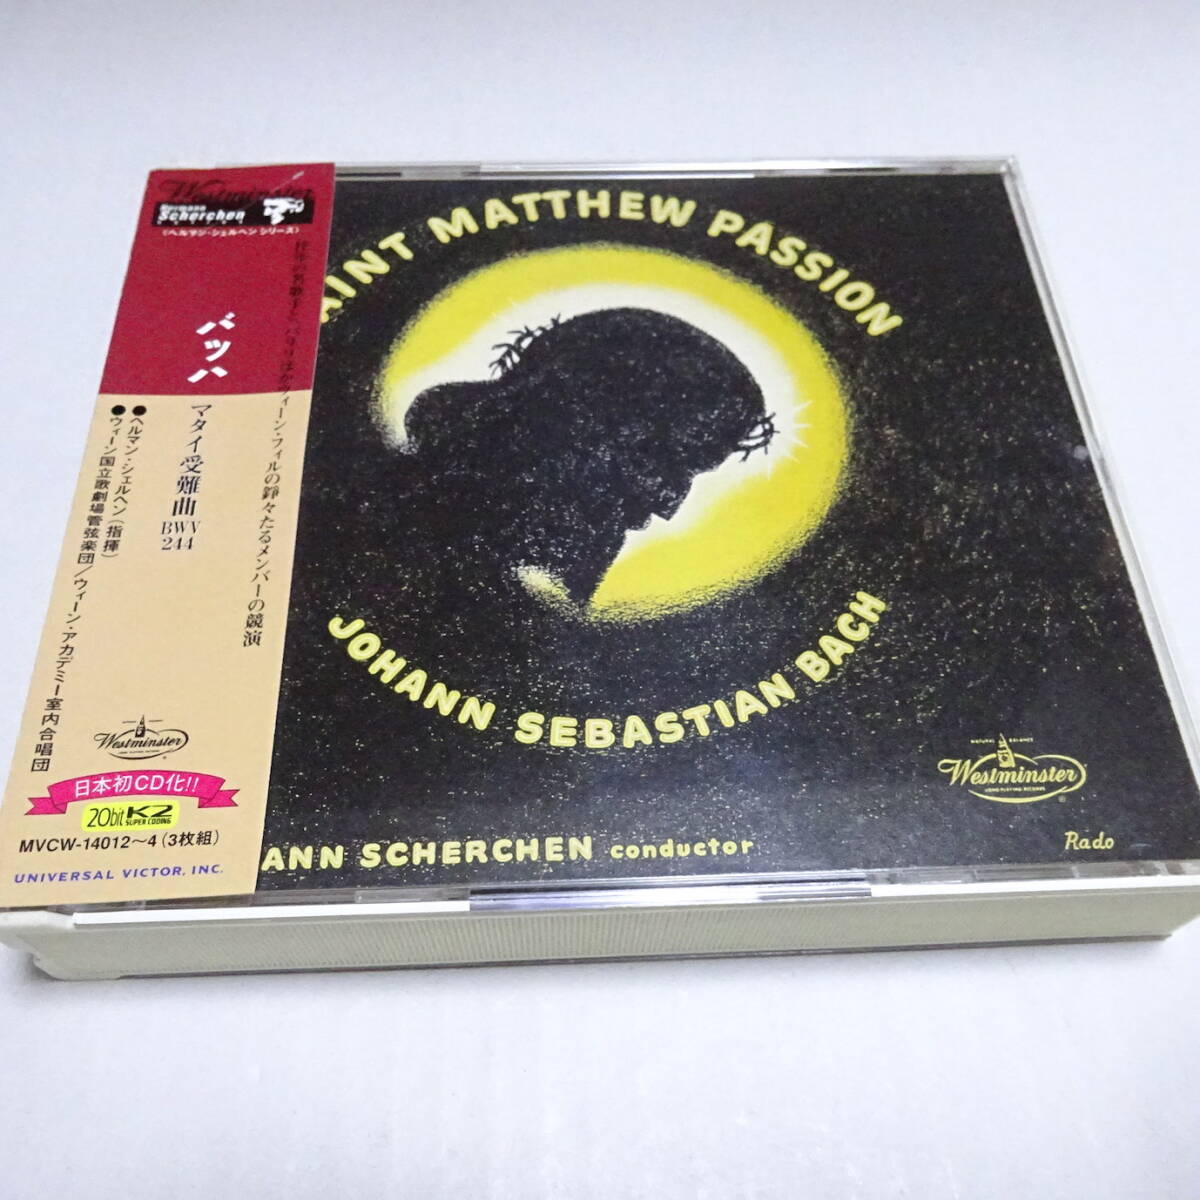 Westminster
Hermann
Scherchen
《ヘルマン・シェルヘン シリーズ》
バッハ
マタイ受難曲
BWV
244
●ヘルマン・シェルヘン(指揮)
●ウィーン国立歌劇場管弦楽団/ウィーン・アカデミー室内合唱団
ウィーン・フィルの錚々たるメンバーの競演
Westminster
日本初CD化!!
20bit K2
SUPER CODING
MVCW-14012〜4 (3枚組)
UNIVERSAL VICTOR, INC.
AINT MATTHEW PASSION
JOHANN SEBASTIAN BACH
NATURAL BALANCE
Westminster
LONG PLAYING RECORDS
®
ANN SCHERCHEN conductor
Rado